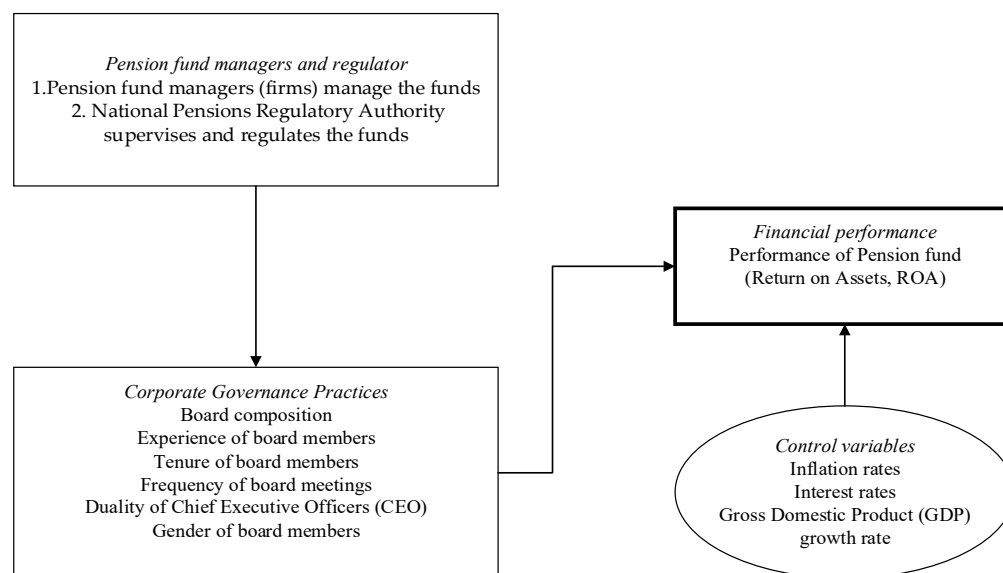 Pension fund managers and regulator
1.Pension fund managers (firms) manage the funds
2. National Pensions Regulatory Authority
supervises and regulates the funds
Financial performance
Performance of Pension fund
(Return on Assets, ROA)
Corporate Governance Practices
Board composition
Experience of board members
Tenure of board members
Frequency of board meetings
Duality of Chief Executive Officers (CEO)
Gender of board members
Control variables
Inflation rates
Interest rates
Gross Domestic Product (GDP)
growth rate